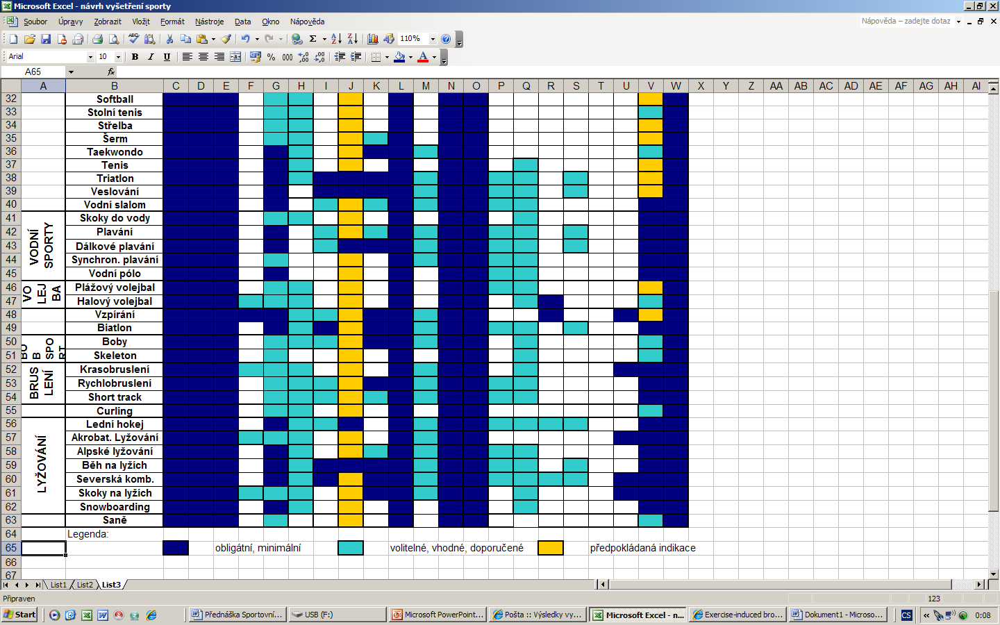 Microsoft Excel - návrh vyšetření sporty
Soubor Úpravy Zobrazit Vložit Formát Nástroje Data Okno Nápověda
Nápověda – zadejte dotaz
110%
Arial 10 B I U % 000
A65 fx
A B C D E F G H I J K L M N O P Q R S T U V W X Y Z AA AB AC AD AE AF AG AH AI
32 Softball
33 Stolní tenis
34 Střelba
35 Šerm
36 Taekwondo
37 Tenis
38 Triatlon
39 Veslování
40 Vodní slalom
VODNÍ
SPORTY
41 Skoky do vody
42 Plavání
43 Dálkové plavání
44 Synchron. plavání
45 Vodní pólo
VO
LEJ
BA
46 Plážový volejbal
47 Halový volejbal
48 Vzpírání
49 Biatlon
BO
B
SPO
RT
50 Boby
51 Skeleton
BRUS
LENÍ
52 Krasobruslení
53 Rychlobruslení
54 Short track
55 Curling
LYŽOVÁNÍ
56 Lední hokej
57 Akrobat. Lyžování
58 Alpské lyžování
59 Běh na lyžích
60 Severská komb.
61 Skoky na lyžích
62 Snowboarding
63 Saně
64 Legenda:
65 obligátní, minimální volitelné, vhodné, doporučené předpokládaná indikace
66
67
List1 List2 List3
Připraven 123
Start Přednáška Sportovní... USB (F:) Microsoft PowerPoint... Pošta :: Výsledky vy... Microsoft Excel - n... Exercise-induced bro... Dokument1 - Microso... CS « 0:08